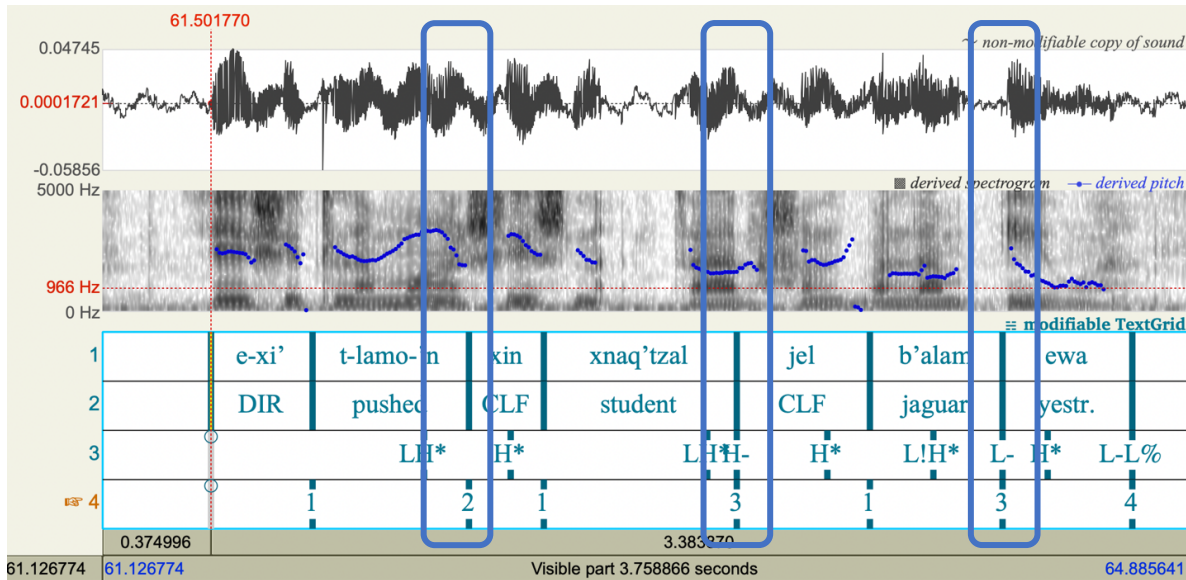 61.501770
0.04745
~ non-modifiable copy of sound
0.0001721
-0.05856
5000 Hz
derived spectrogram derived pitch
966 Hz
0 Hz
modifiable TextGrid
1 e-xi’ t-lamo-'n xin xnaq’tzal jel b’alam ewa
2 DIR pushed CLF student CLF jaguar yestr.
3 LH* H* LH* H- H* L!H* L- H* L-L%
4 1 2 1 3 1 3 4
0.374996 3.383870
61.126774 61.126774 Visible part 3.758866 seconds 64.885641